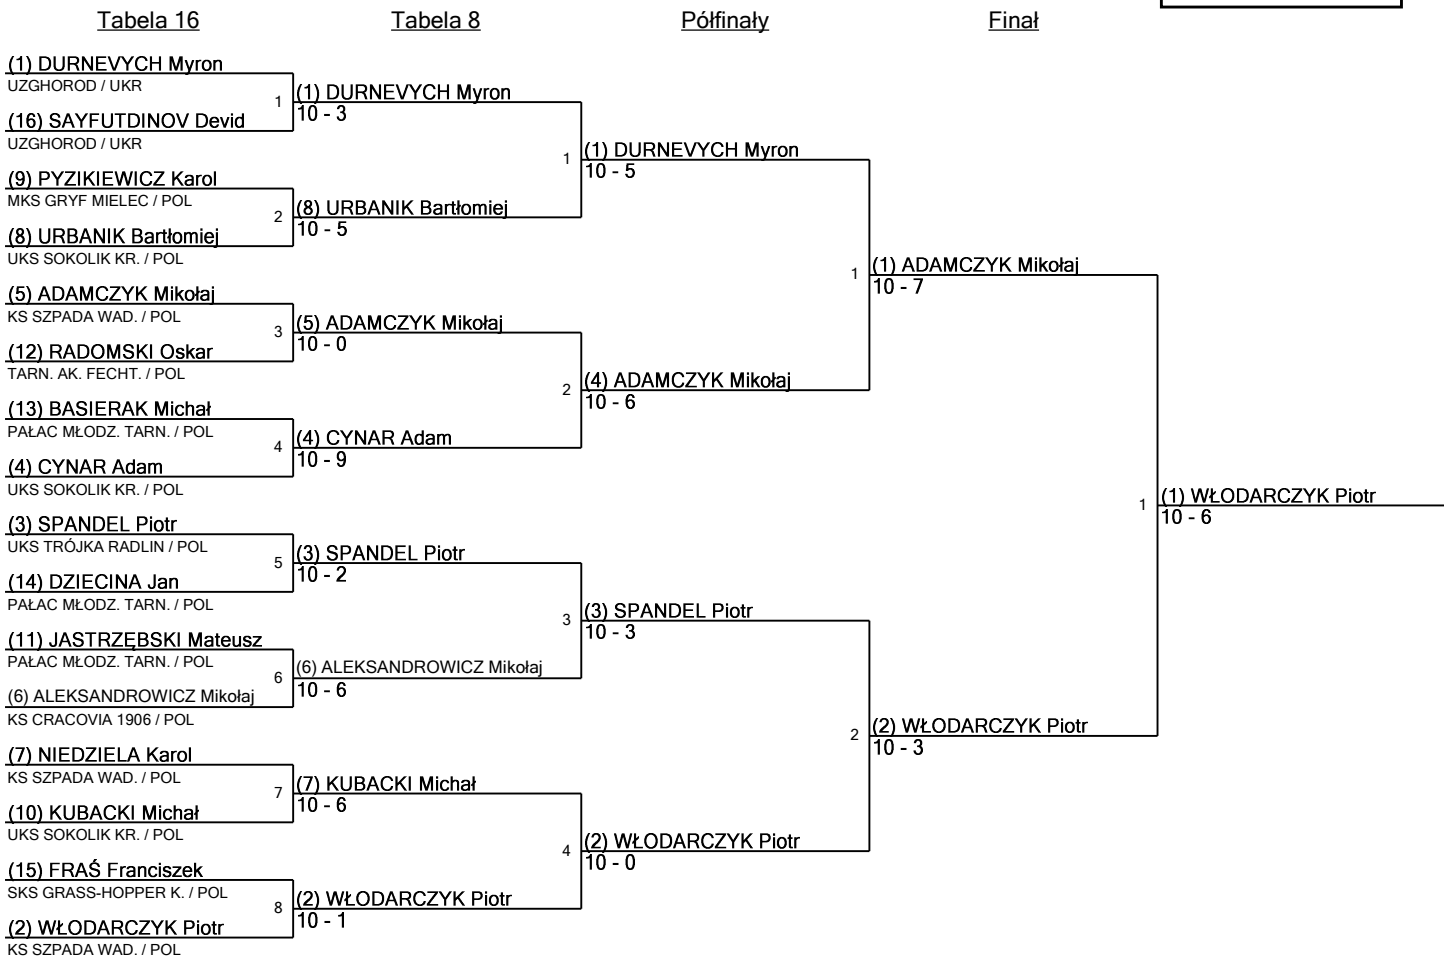 Tabela 16
Tabela 8
Półfinały
Finał
(1) DURNEVYCH Myron
UZGHOROD / UKR
1
(16) SAYFUTDINOV Devid
UZGHOROD / UKR
(9) PYZIKIEWICZ Karol
MKS GRYF MIELEC / POL
2
(8) URBANIK Bartłomiej
UKS SOKOLIK KR. / POL
(5) ADAMCZYK Mikołaj
KS SZPADA WAD. / POL
3
(12) RADOMSKI Oskar
TARN. AK. FECHT. / POL
(13) BASIERAK Michał
PAŁAC MŁODZ. TARN. / POL
4
(4) CYNAR Adam
UKS SOKOLIK KR. / POL
(3) SPANDEL Piotr
UKS TRÓJKA RADLIN / POL
5
(14) DZIECINA Jan
PAŁAC MŁODZ. TARN. / POL
(11) JASTRZĘBSKI Mateusz
PAŁAC MŁODZ. TARN. / POL
6
(6) ALEKSANDROWICZ Mikołaj
KS CRACOVIA 1906 / POL
(7) NIEDZIELA Karol
KS SZPADA WAD. / POL
7
(10) KUBACKI Michał
UKS SOKOLIK KR. / POL
(15) FRAŚ Franciszek
SKS GRASS-HOPPER K. / POL
8
(2) WŁODARCZYK Piotr
KS SZPADA WAD. / POL
(1) DURNEVYCH Myron
10 - 3
1
(8) URBANIK Bartłomiej
10 - 5
(5) ADAMCZYK Mikołaj
10 - 0
2
(4) CYNAR Adam
10 - 9
(3) SPANDEL Piotr
10 - 2
3
(6) ALEKSANDROWICZ Mikołaj
10 - 6
(7) KUBACKI Michał
10 - 6
4
(2) WŁODARCZYK Piotr
10 - 1
(1) DURNEVYCH Myron
10 - 5
1
(4) ADAMCZYK Mikołaj
10 - 6
(3) SPANDEL Piotr
10 - 3
2
(2) WŁODARCZYK Piotr
10 - 0
(1) ADAMCZYK Mikołaj
10 - 7
1
(2) WŁODARCZYK Piotr
10 - 3
(1) WŁODARCZYK Piotr
10 - 6